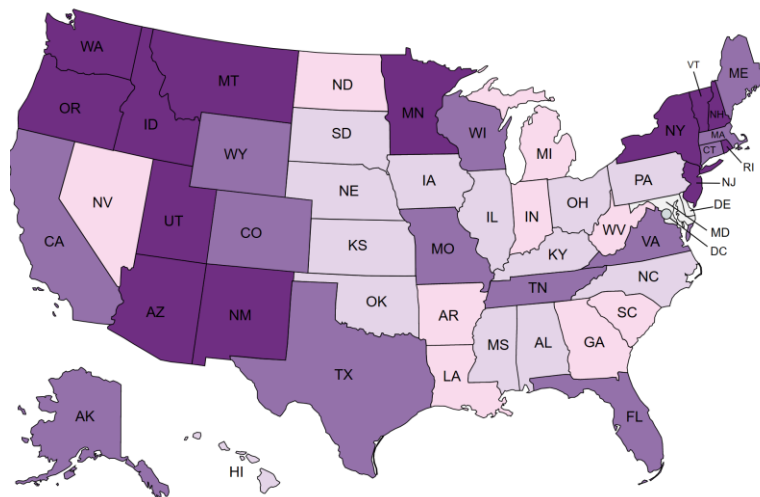 WA
VT
ME
MT
ND
MN
OR
NH
ID
SD
WI
NY
MA
WY
MI
CT
RI
IA
PA
NJ
NE
NV
OH
DE
IL
IN
UT
CO
MD
CA
WV
VA
KS
MO
DC
KY
NC
TN
OK
AZ
NM
AR
SC
MS
AL
GA
TX
LA
AK
FL
HI